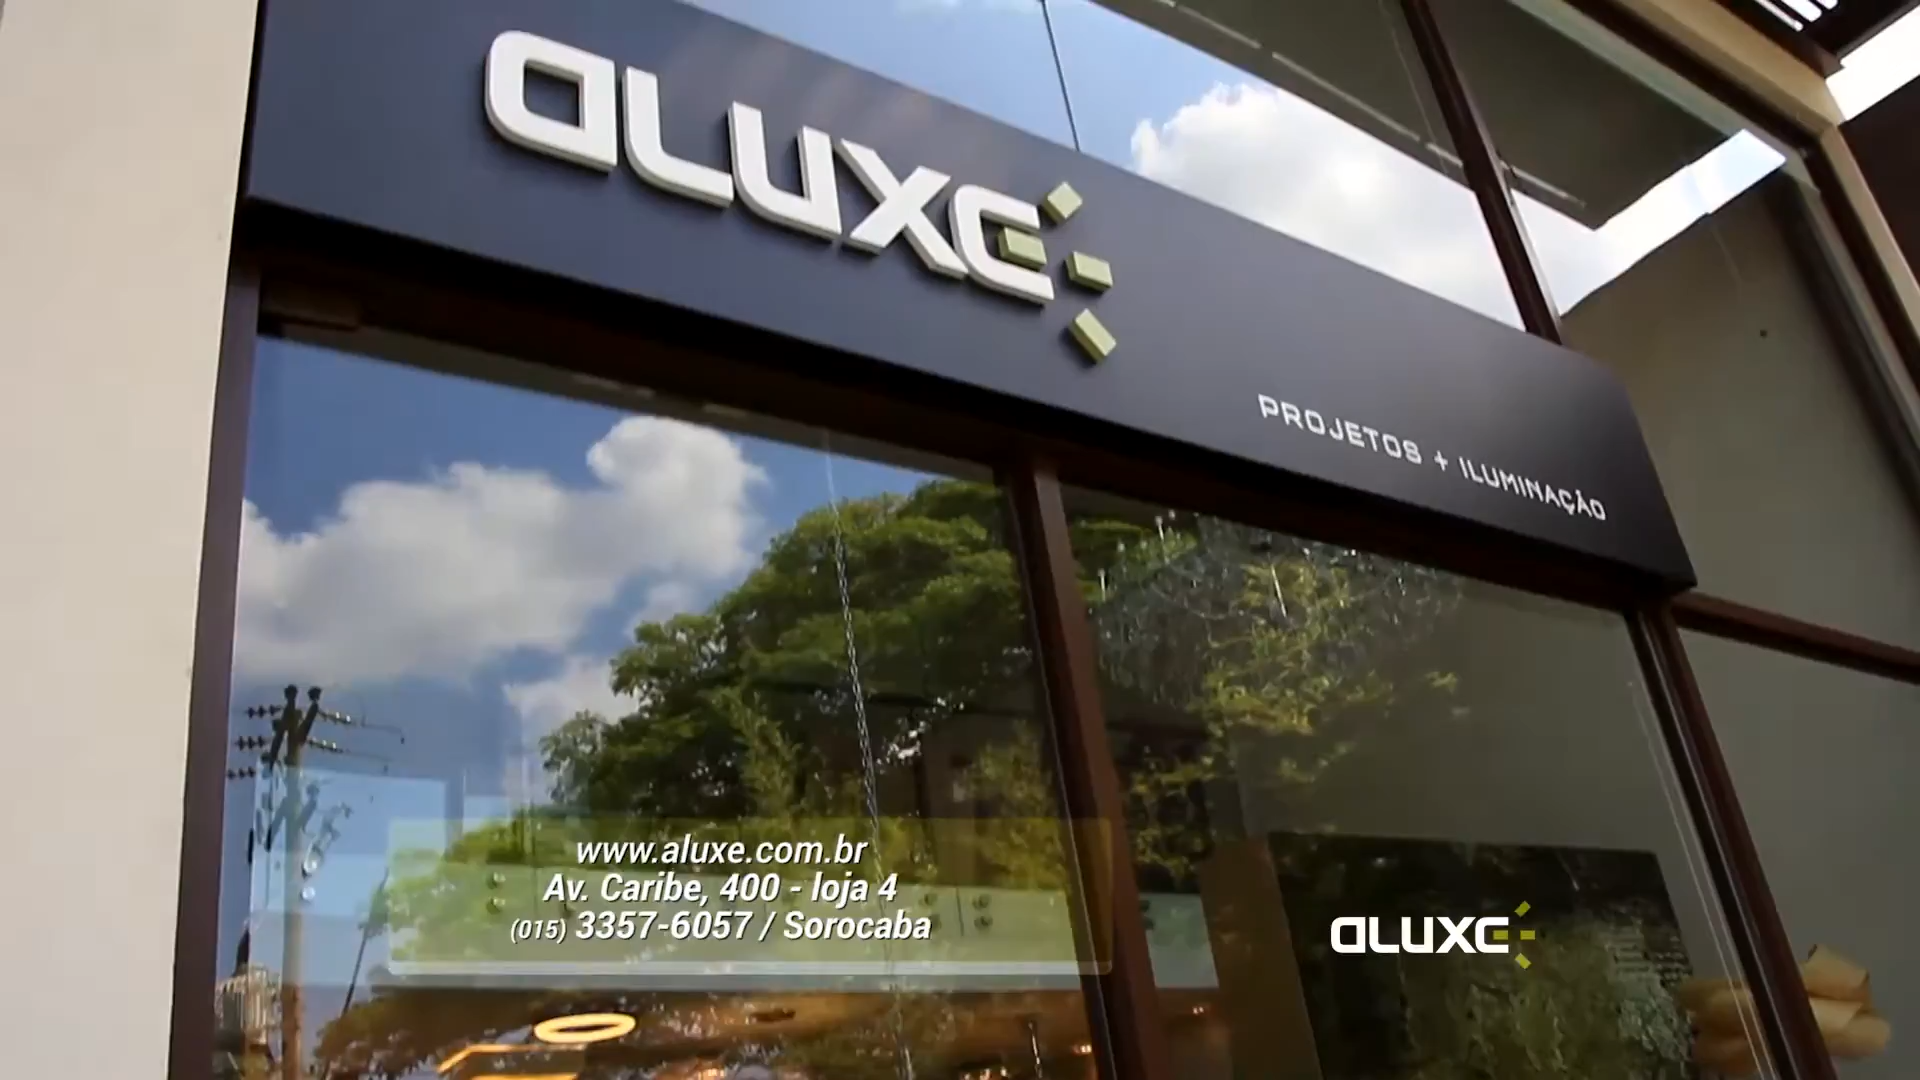 aLUXE
PROJETOS + ILUMINAÇÃO
www.aluxe.com.br
Av. Caribe, 400 - loja 4
(015) 3357-6057 / Sorocaba
aLUXE